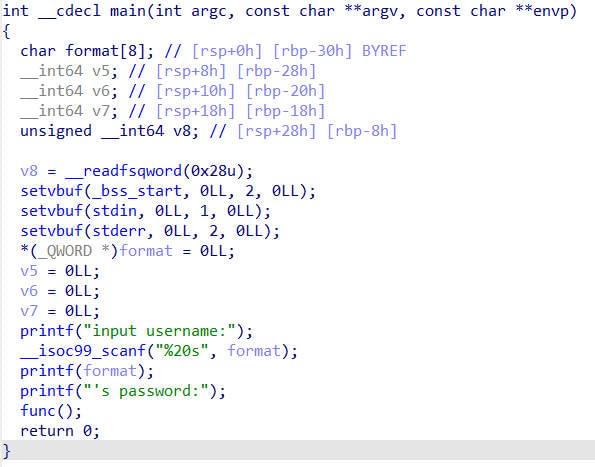 int __cdecl main(int argc, const char **argv, const char **envp)
{
  char format[8]; // [rsp+0h] [rbp-30h] BYREF
  __int64 v5; // [rsp+8h] [rbp-28h]
  __int64 v6; // [rsp+10h] [rbp-20h]
  __int64 v7; // [rsp+18h] [rbp-18h]
  unsigned __int64 v8; // [rsp+28h] [rbp-8h]

  v8 = __readfsqword(0x28u);
  setvbuf(_bss_start, 0LL, 2, 0LL);
  setvbuf(stdin, 0LL, 1, 0LL);
  setvbuf(stderr, 0LL, 2, 0LL);
  *(_QWORD *)format = 0LL;
  v5 = 0LL;
  v6 = 0LL;
  v7 = 0LL;
  printf("input username:");
  __isoc99_scanf("%20s", format);
  printf(format);
  printf("'s password:");
  func();
  return 0;
}